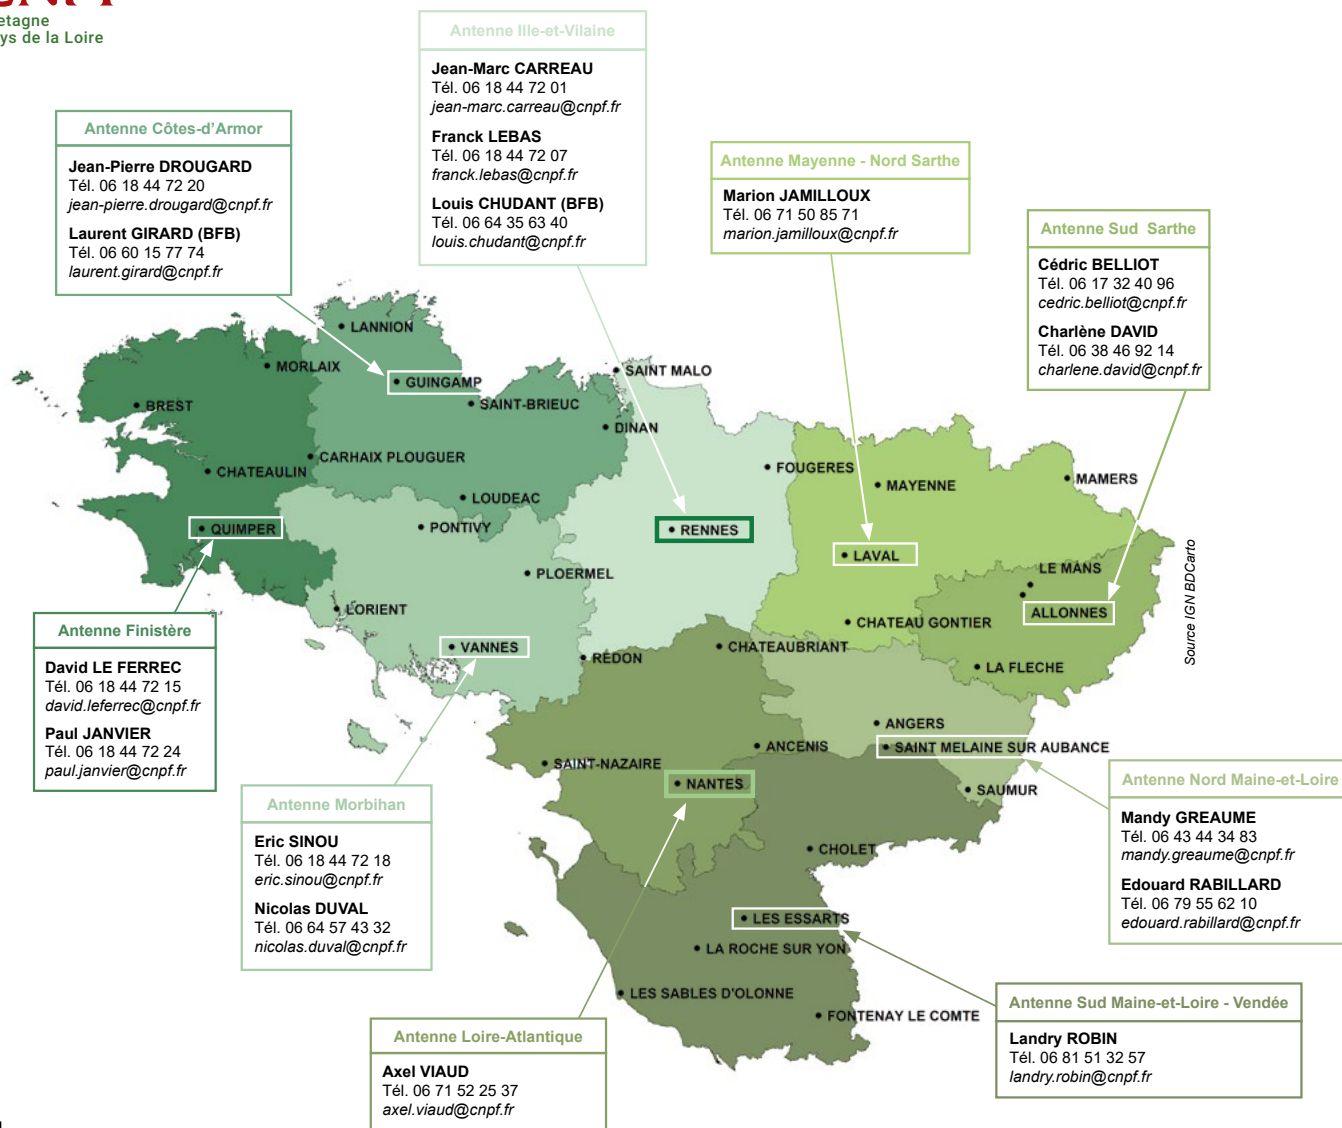 etagne
ys de la Loire
Antenne Ille-et-Vilaine
Jean-Marc CARREAU
Tél. 06 18 44 72 01
jean-marc.carreau@cnpf.fr
Franck LEBAS
Tél. 06 18 44 72 07
franck.lebas@cnpf.fr
Louis CHUDANT (BFB)
Tél. 06 64 35 63 40
louis.chudant@cnpf.fr
Antenne Côtes-d'Armor
Jean-Pierre DROUGARD
Tél. 06 18 44 72 20
jean-pierre.drougard@cnpf.fr
Laurent GIRARD (BFB)
Tél. 06 60 15 77 74
laurent.girard@cnpf.fr
Antenne Mayenne - Nord Sarthe
Marion JAMILLOUX
Tél. 06 71 50 85 71
marion.jamilloux@cnpf.fr
Antenne Sud Sarthe
Cédric BELLIOT
Tél. 06 17 32 40 96
cedric.belliot@cnpf.fr
Charlène DAVID
Tél. 06 38 46 92 14
charlene.david@cnpf.fr
LANNION
MORLAIX
GUINGAMP
SAINT MALO
BREST
SAINT-BRIEUC
DINAN
CARHAIX PLOUGUER
CHATEAULIN
FOUGERES
MAYENNE
MAMERS
LOUDEAC
QUIMPER
PONTIVY
RENNES
LAVAL
PLOERMEL
LE MANS
ALLONNES
LORIENT
CHATEAU GONTIER
VANNES
REDON
CHATEAUBRIANT
LA FLECHE
ANGERS
ANCENIS
SAINT MELAINE SUR AUBANCE
SAINT-NAZAIRE
NANTES
SAUMUR
CHOLET
LES ESSARTS
LA ROCHE SUR YON
LES SABLES D'OLONNE
FONTENAY LE COMTE
Source IGN BDCarto
Antenne Finistère
David LE FERREC
Tél. 06 18 44 72 15
david.leferrec@cnpf.fr
Paul JANVIER
Tél. 06 18 44 72 24
paul.janvier@cnpf.fr
Antenne Morbihan
Eric SINOU
Tél. 06 18 44 72 18
eric.sinou@cnpf.fr
Nicolas DUVAL
Tél. 06 64 57 43 32
nicolas.duval@cnpf.fr
Antenne Nord Maine-et-Loire
Mandy GREAUME
Tél. 06 43 44 34 83
mandy.greaume@cnpf.fr
Edouard RABILLARD
Tél. 06 79 55 62 10
edouard.rabillard@cnpf.fr
Antenne Sud Maine-et-Loire - Vendée
Landry ROBIN
Tél. 06 81 51 32 57
landry.robin@cnpf.fr
Antenne Loire-Atlantique
Axel VIAUD
Tél. 06 71 52 25 37
axel.viaud@cnpf.fr